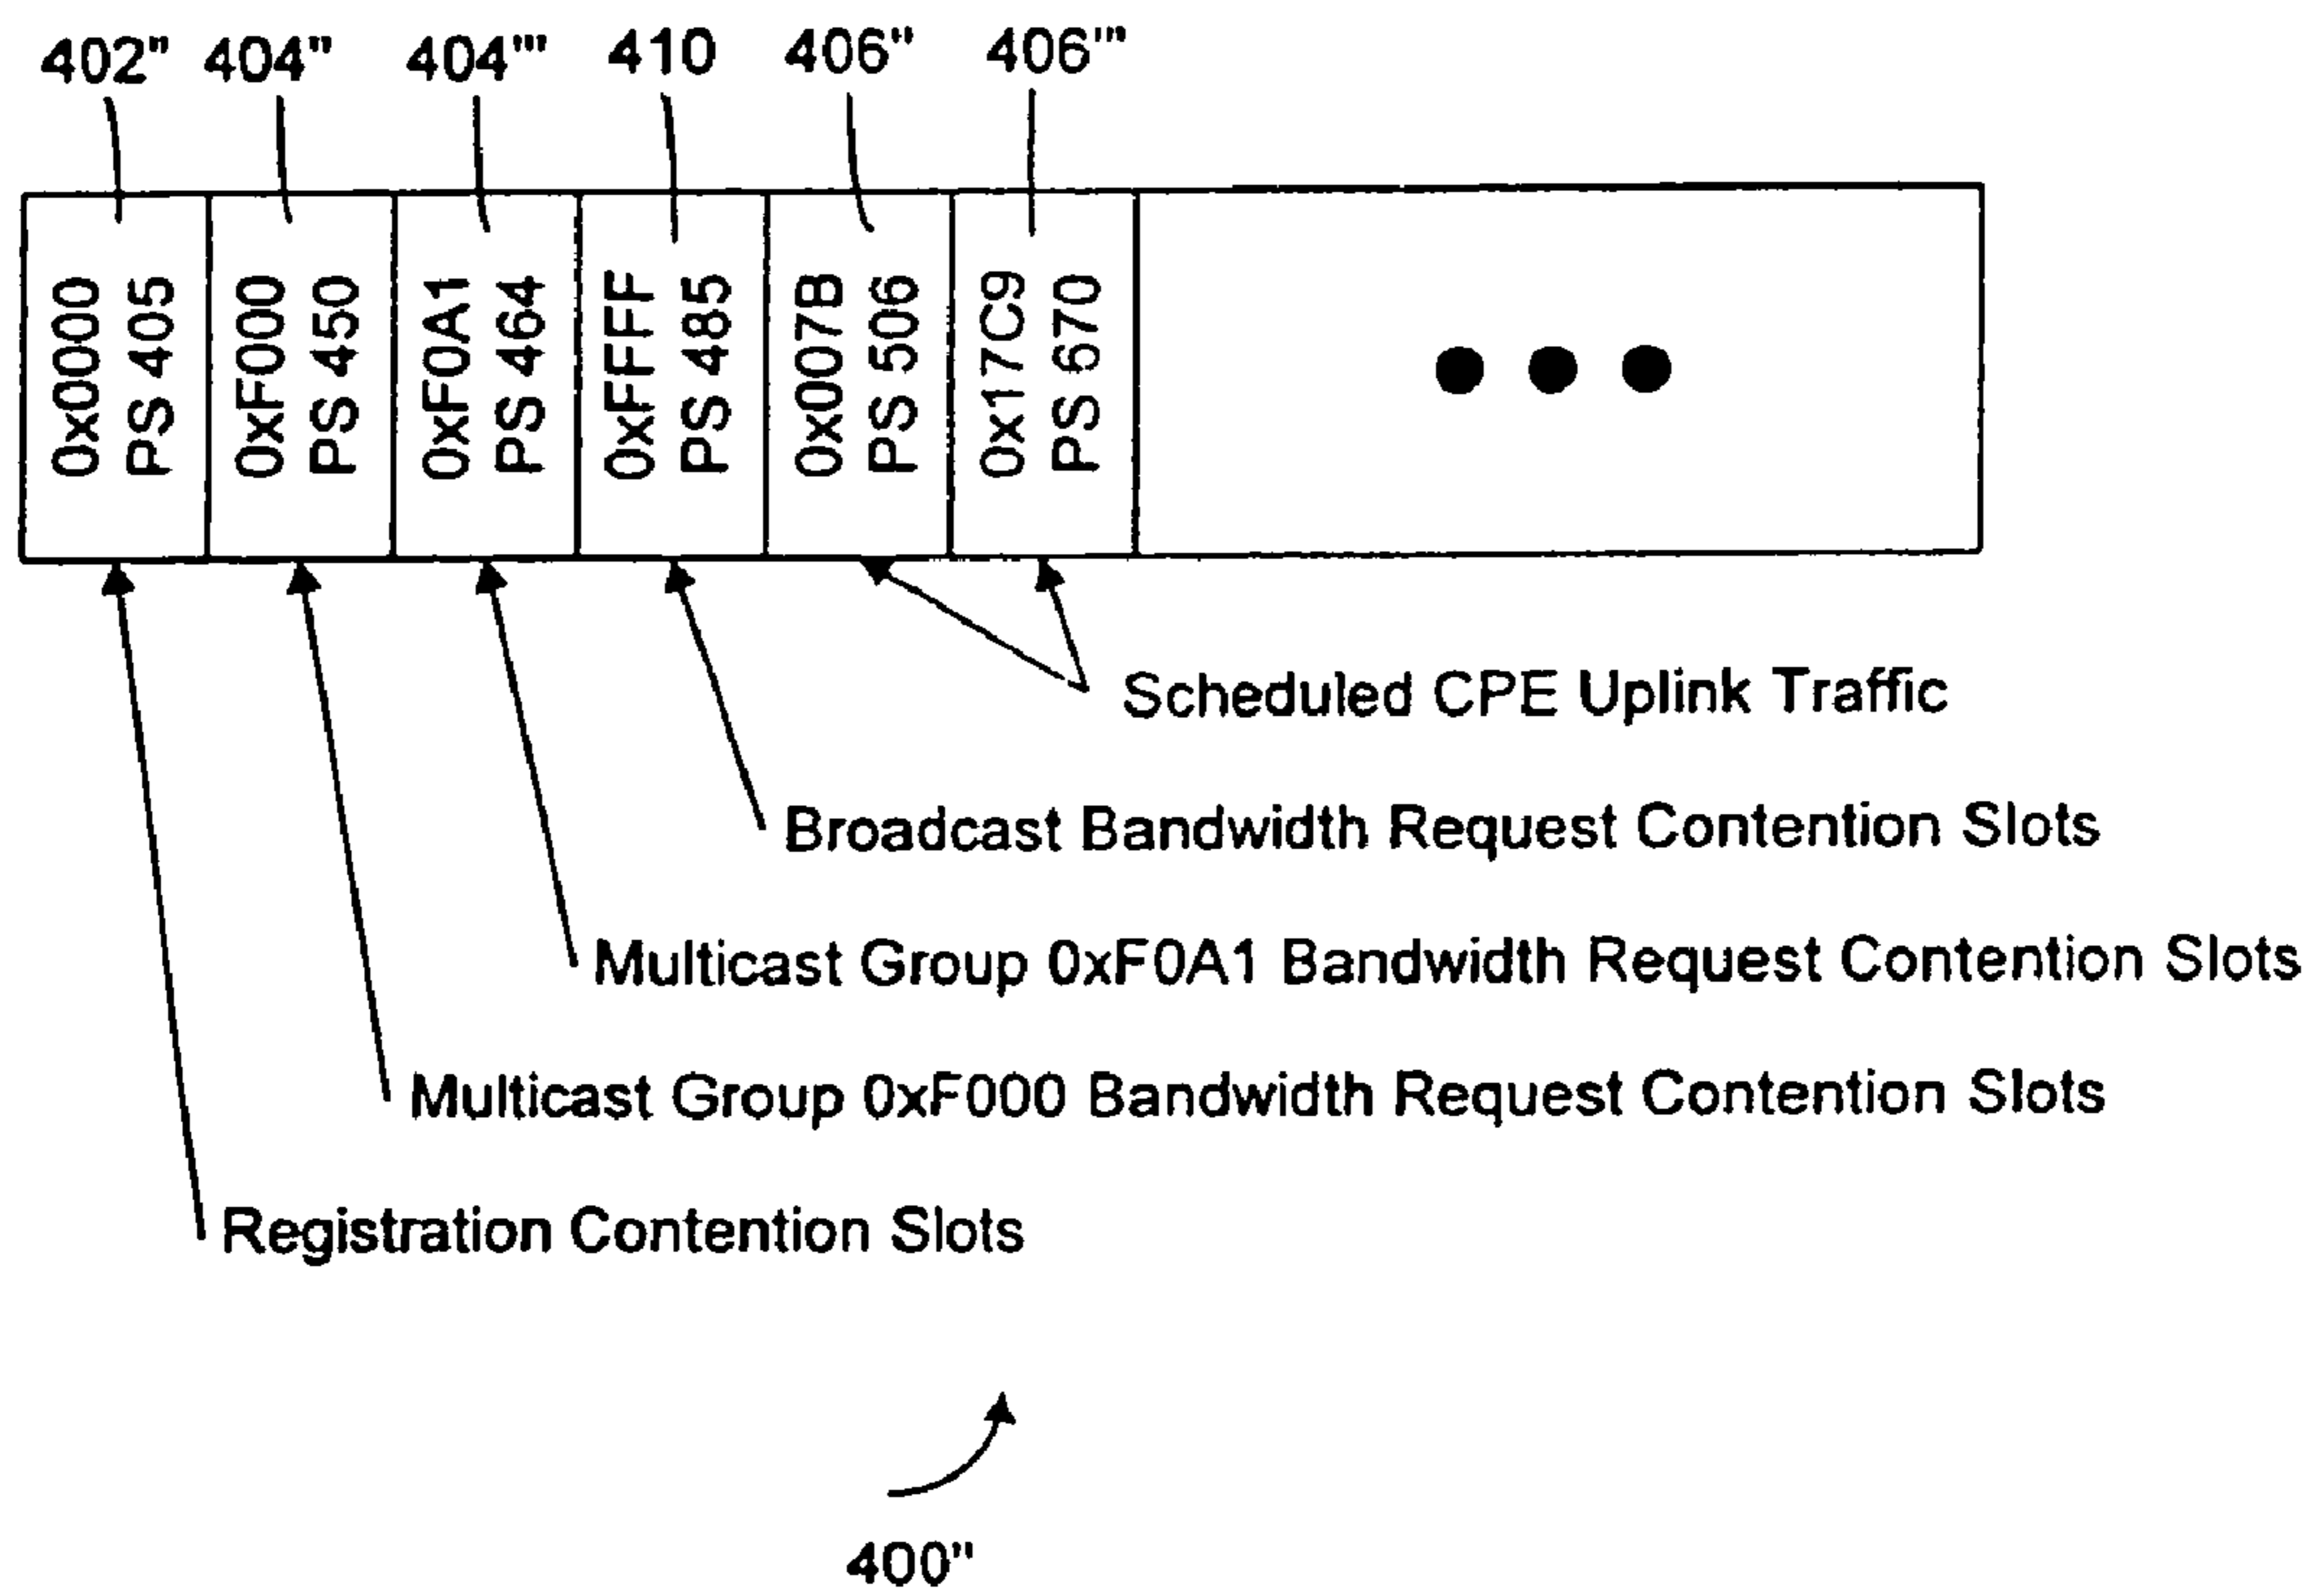 402" 404" 404''' 410 406" 406'''
0x0000
PS 405
0xF000
PS 450
0xF0A1
PS 464
0xFFFF
PS 485
0x007B
PS 506
0x17C9
PS 670
Scheduled CPE Uplink Traffic
Broadcast Bandwidth Request Contention Slots
Multicast Group 0xF0A1 Bandwidth Request Contention Slots
Multicast Group 0xF000 Bandwidth Request Contention Slots
Registration Contention Slots
400"